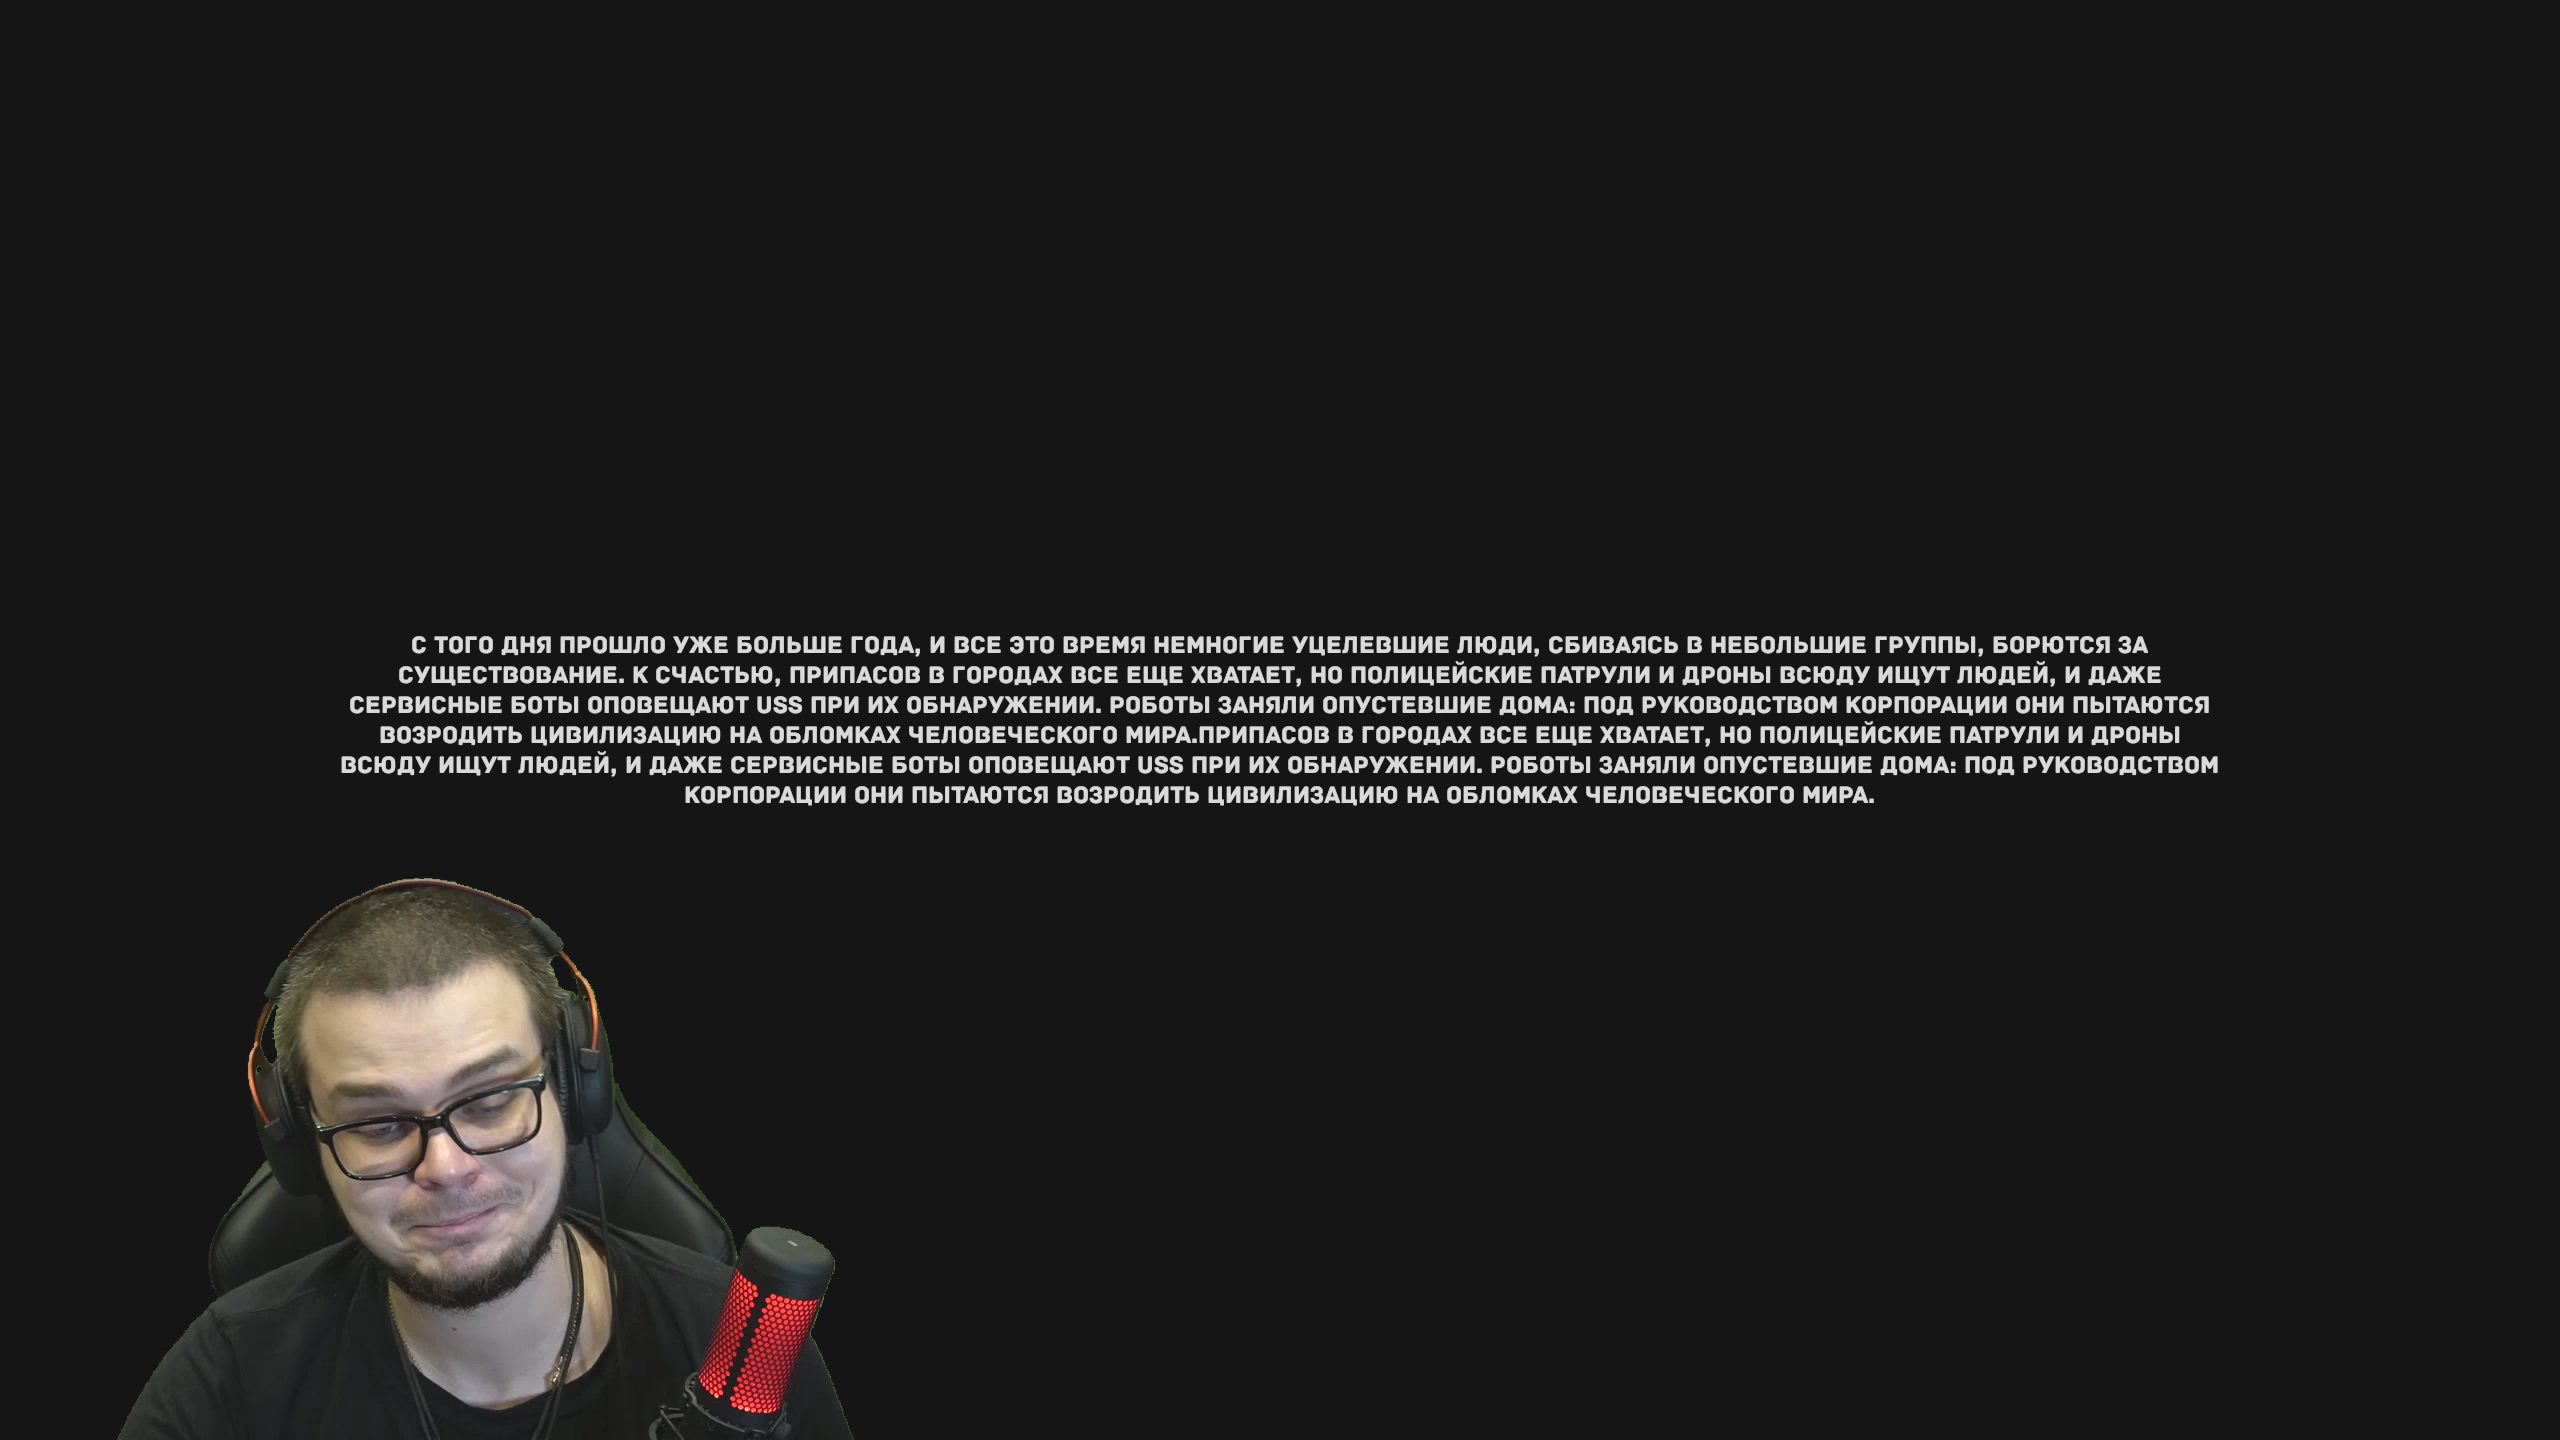 С ТОГО ДНЯ ПРОШЛО УЖЕ БОЛЬШЕ ГОДА, И ВСЕ ЭТО ВРЕМЯ НЕМНОГИЕ УЦЕЛЕВШИЕ ЛЮДИ, СБИВАЯСЬ В НЕБОЛЬШИЕ ГРУППЫ, БОРЮТСЯ ЗА
СУЩЕСТВОВАНИЕ. К СЧАСТЬЮ, ПРИПАСОВ В ГОРОДАХ ВСЕ ЕЩЕ ХВАТАЕТ, НО ПОЛИЦЕЙСКИЕ ПАТРУЛИ И ДРОНЫ ВСЮДУ ИЩУТ ЛЮДЕЙ, И ДАЖЕ
СЕРВИСНЫЕ БОТЫ ОПОВЕЩАЮТ USS ПРИ ИХ ОБНАРУЖЕНИИ. РОБОТЫ ЗАНЯЛИ ОПУСТЕВШИЕ ДОМА: ПОД РУКОВОДСТВОМ КОРПОРАЦИИ ОНИ ПЫТАЮТСЯ
ВОЗРОДИТЬ ЦИВИЛИЗАЦИЮ НА ОБЛОМКАХ ЧЕЛОВЕЧЕСКОГО МИРА.ПРИПАСОВ В ГОРОДАХ ВСЕ ЕЩЕ ХВАТАЕТ, НО ПОЛИЦЕЙСКИЕ ПАТРУЛИ И ДРОНЫ
ВСЮДУ ИЩУТ ЛЮДЕЙ, И ДАЖЕ СЕРВИСНЫЕ БОТЫ ОПОВЕЩАЮТ USS ПРИ ИХ ОБНАРУЖЕНИИ. РОБОТЫ ЗАНЯЛИ ОПУСТЕВШИЕ ДОМА: ПОД РУКОВОДСТВОМ
КОРПОРАЦИИ ОНИ ПЫТАЮТСЯ ВОЗРОДИТЬ ЦИВИЛИЗАЦИЮ НА ОБЛОМКАХ ЧЕЛОВЕЧЕСКОГО МИРА.